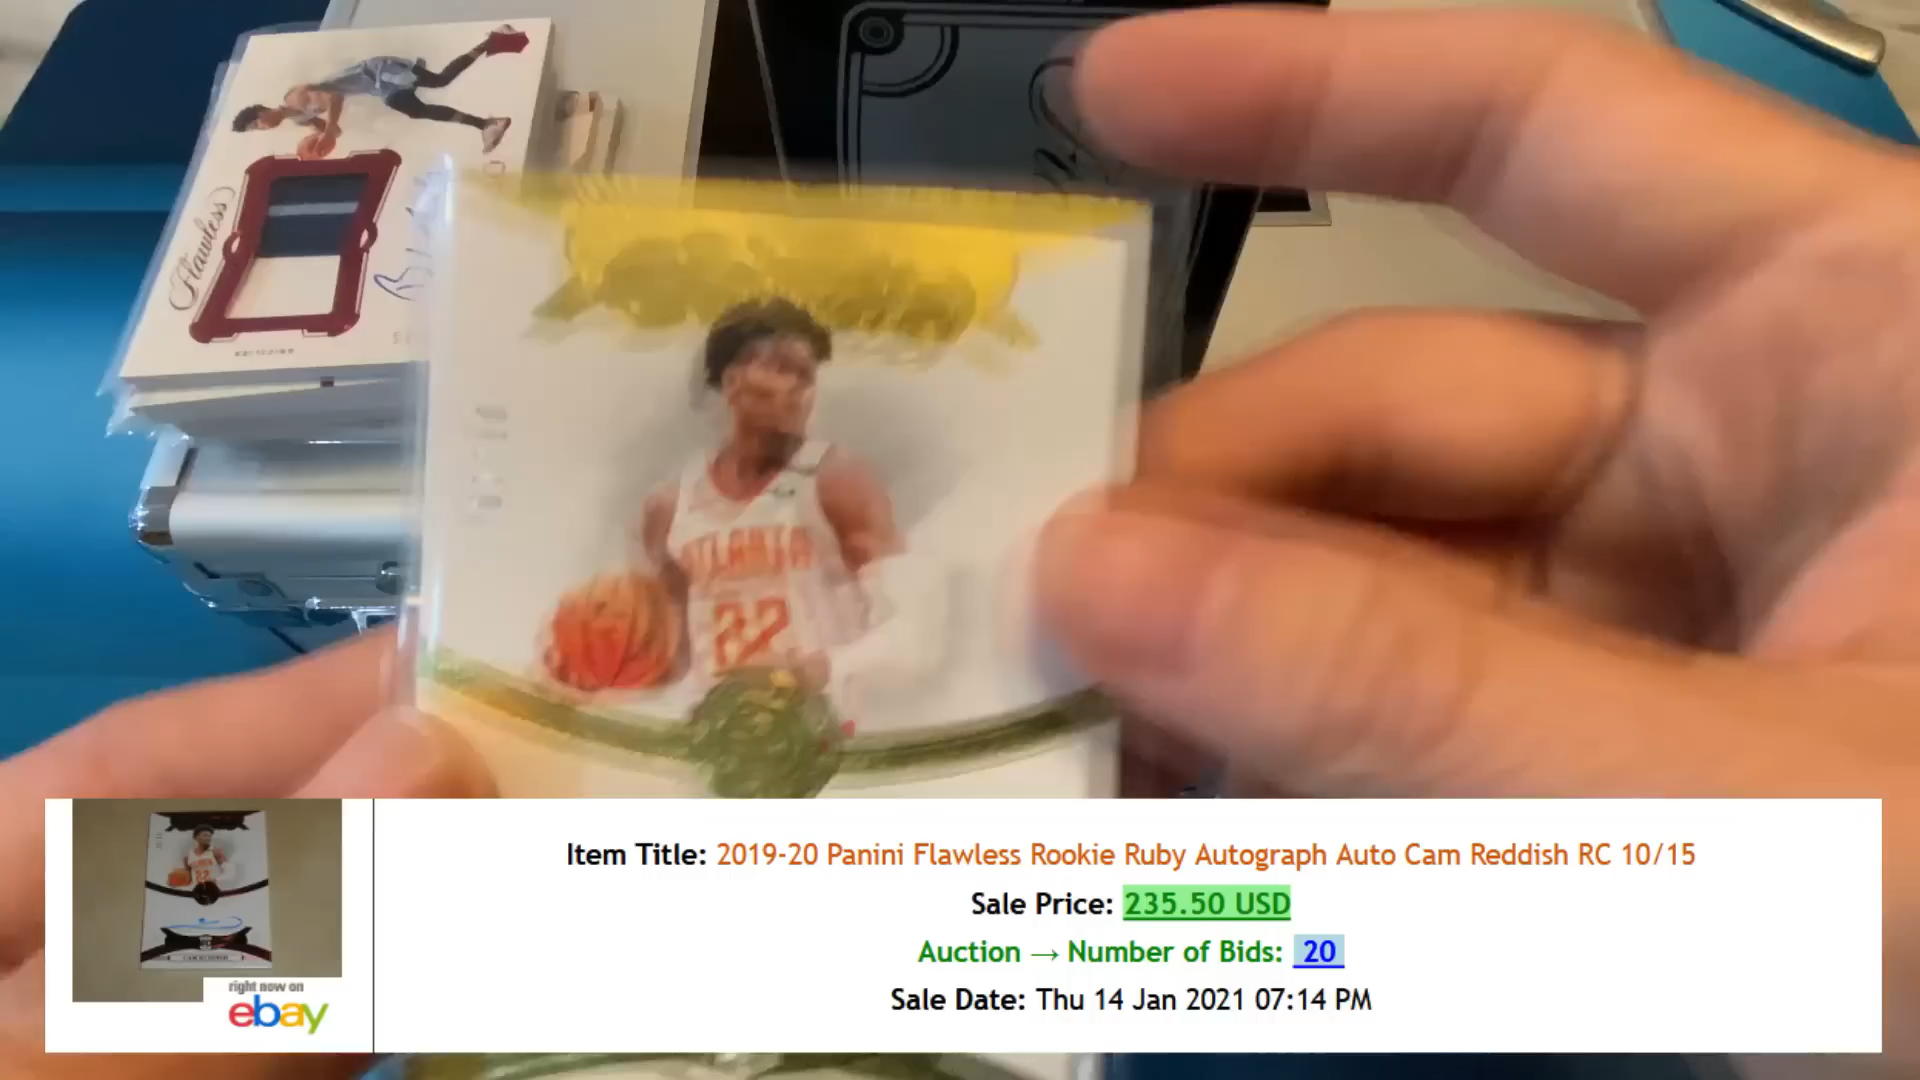 Flawless
ATLANTA
22
Item Title: 2019-20 Panini Flawless Rookie Ruby Autograph Auto Cam Reddish RC 10/15
Sale Price: 235.50 USD
Auction → Number of Bids: 20
Sale Date: Thu 14 Jan 2021 07:14 PM
right now on
ebay